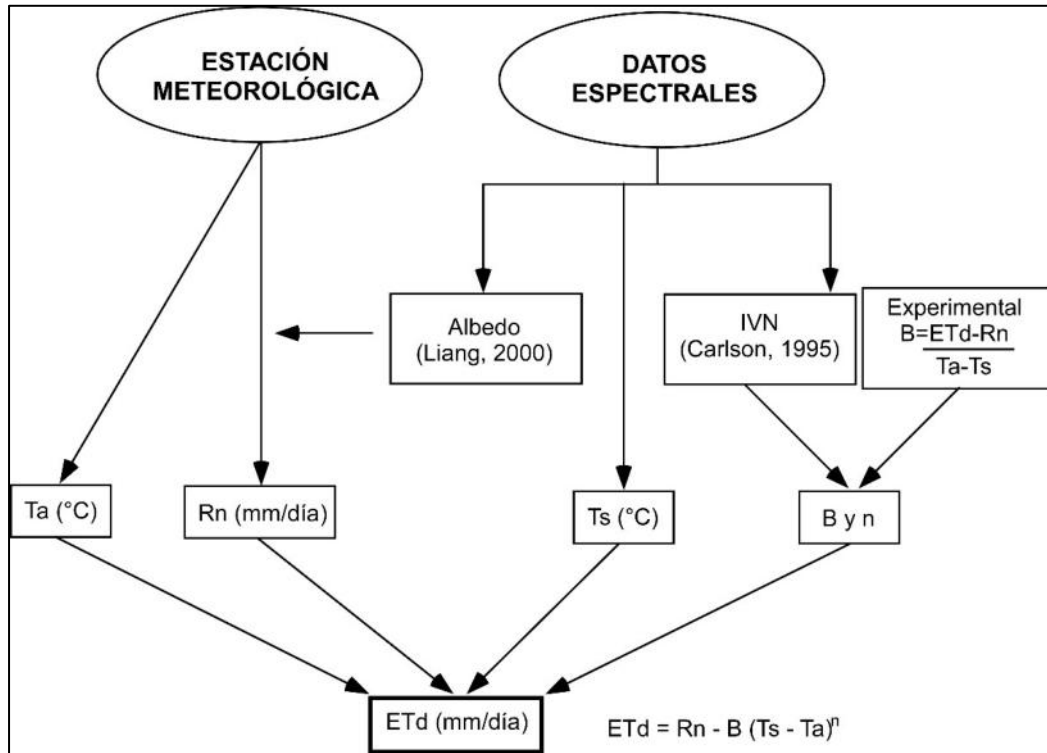 ESTACIÓN
METEOROLÓGICA
DATOS
ESPECTRALES
Albedo
(Liang, 2000)
IVN
(Carlson, 1995)
Experimental
B=ETd-Rn
Ta-Ts
Ta (°C)
Rn (mm/día)
Ts (°C)
B y n
ETd (mm/día)
ETd = Rn - B (Ts - Ta)ⁿ